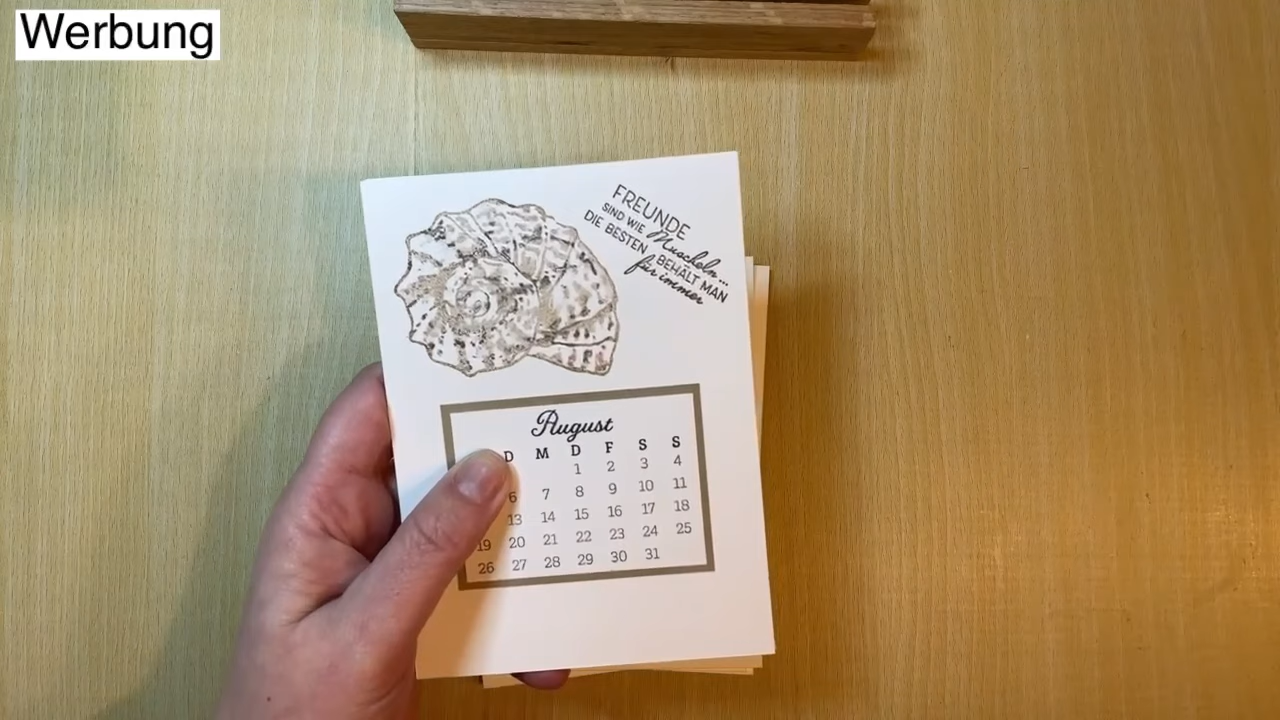 Werbung
FREUNDE
SIND WIE Muscheln...
DIE BESTEN BEHÄLT MAN
für immer
August
D M D F S S
1 2 3 4
6 7 8 9 10 11
13 14 15 16 17 18
19 20 21 22 23 24 25
26 27 28 29 30 31